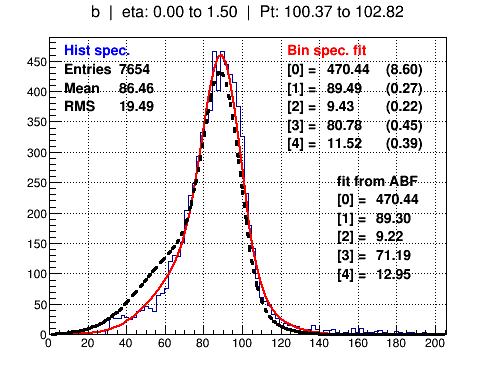 b | eta: 0.00 to 1.50 | Pt: 100.37 to 102.82
Hist spec.
Entries 7654
Mean 86.46
RMS 19.49
Bin spec. fit
[0] = 470.44 (8.60)
[1] = 89.49 (0.27)
[2] = 9.43 (0.22)
[3] = 80.78 (0.45)
[4] = 11.52 (0.39)
fit from ABF
[0] = 470.44
[1] = 89.30
[2] = 9.22
[3] = 71.19
[4] = 12.95
450
400
350
300
250
200
150
100
50
0
0 20 40 60 80 100 120 140 160 180 200